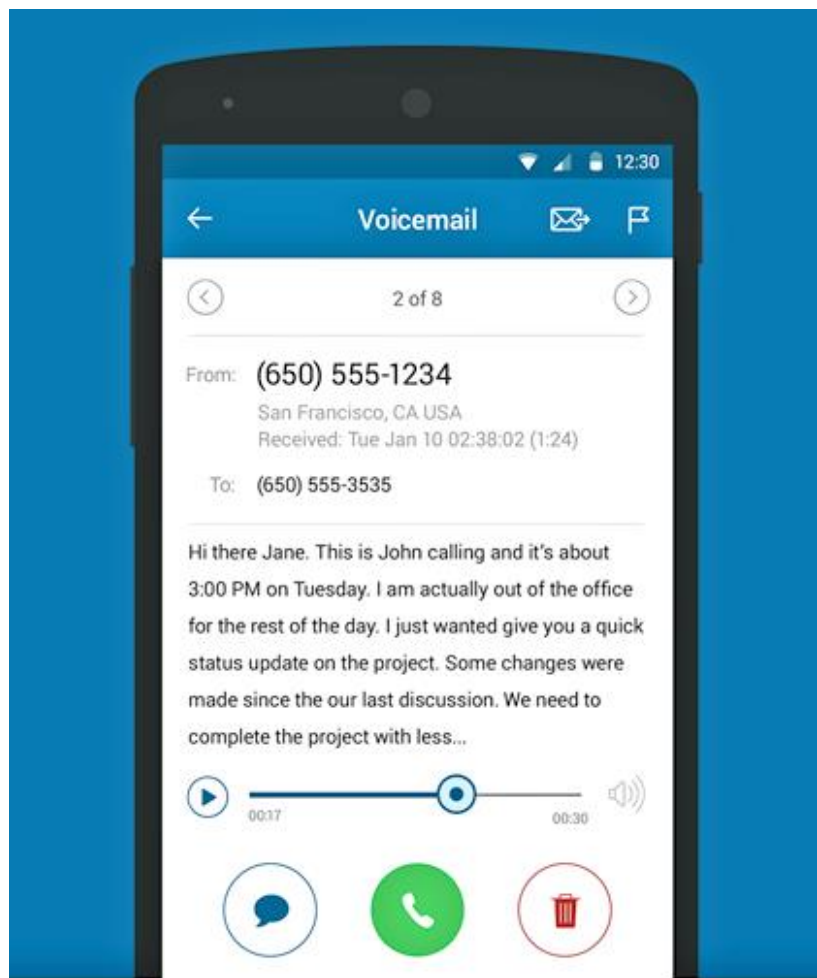 12:30
Voicemail
2 of 8
From: (650) 555-1234
San Francisco, CA USA
Received: Tue Jan 10 02:38:02 (1:24)
To: (650) 555-3535
Hi there Jane. This is John calling and it's about
3:00 PM on Tuesday. I am actually out of the office
for the rest of the day. I just wanted give you a quick
status update on the project. Some changes were
made since the our last discussion. We need to
complete the project with less...
00:17 00:30